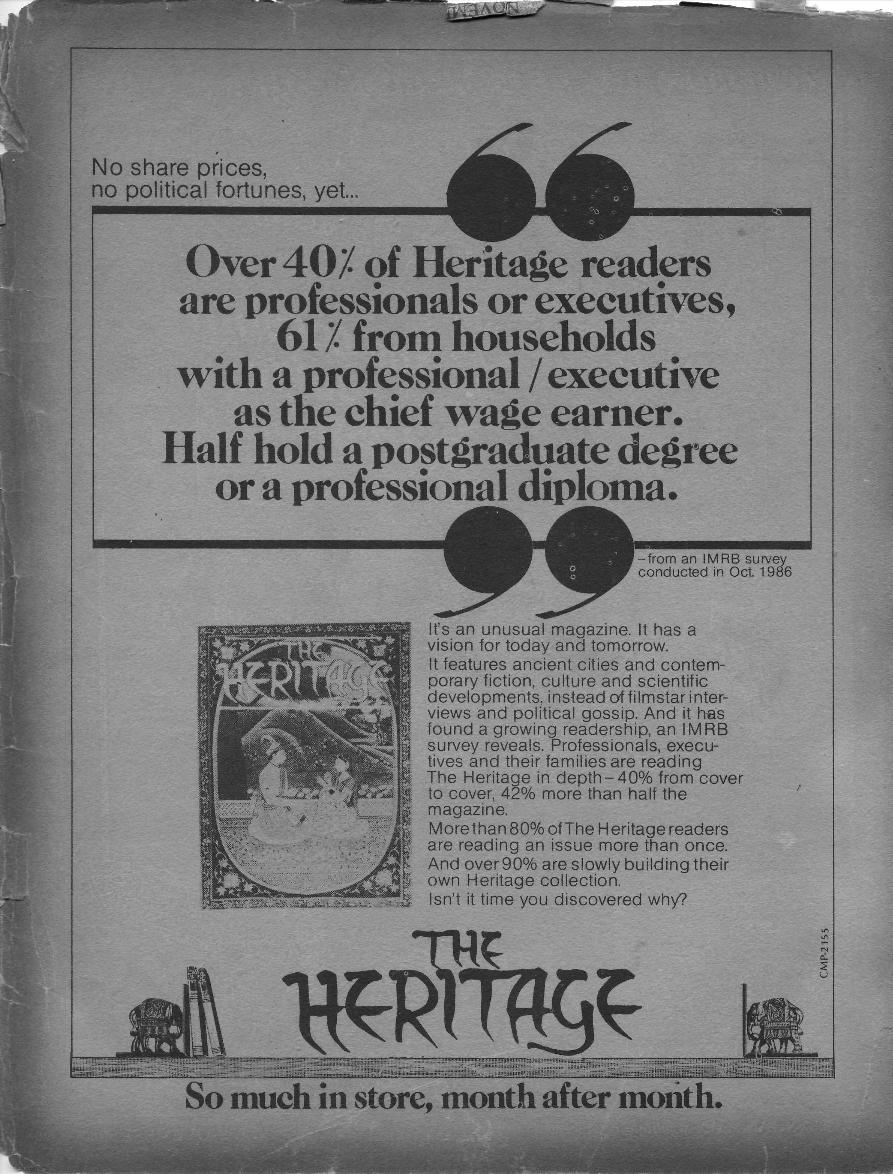 NOVEM
No share prices,
no political fortunes, yet...
Over 40% of Heritage readers
are professionals or executives,
61% from households
with a professional / executive
as the chief wage earner.
Half hold a postgraduate degree
or a professional diploma.
–from an IMRB survey
conducted in Oct. 1986
THE
HERITAGE
It's an unusual magazine. It has a
vision for today and tomorrow.
It features ancient cities and contem-
porary fiction, culture and scientific
developments, instead of filmstar inter-
views and political gossip. And it has
found a growing readership, an IMRB
survey reveals. Professionals, execu-
tives and their families are reading
The Heritage in depth–40% from cover
to cover, 42% more than half the
magazine.
More than 80% of The Heritage readers
are reading an issue more than once.
And over 90% are slowly building their
own Heritage collection.
Isn't it time you discovered why?
THE
HERITAGE
CMP-2155
So much in store, month after month.